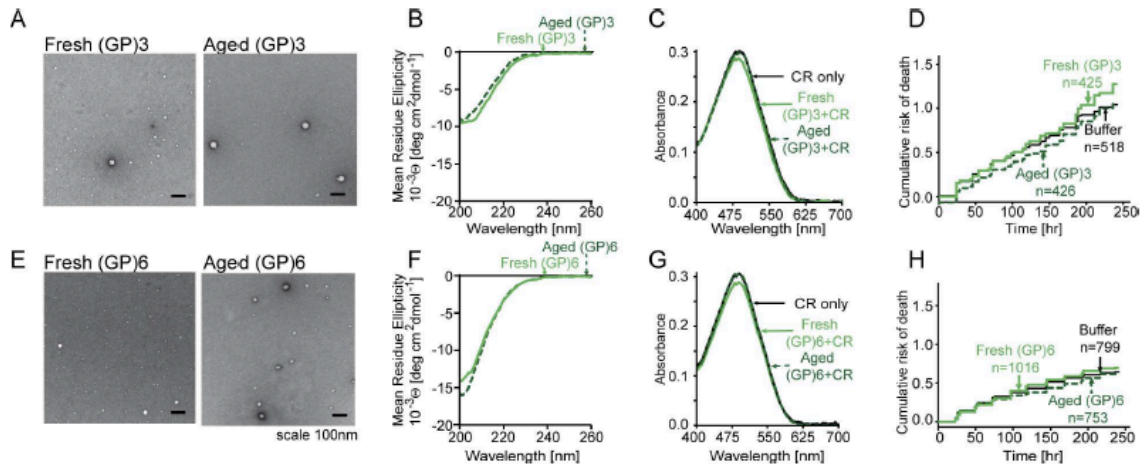 A
Fresh (GP)3
Aged (GP)3
B
Aged (GP)3
Fresh (GP)3
0
-5
-10
-15
-20
200 220 240 260
Mean Residue Ellipticity
10⁻³Θ [deg cm²dmol⁻¹]
Wavelength [nm]
C
0.3
0.2
0.1
0.0
400 475 550 625 700
Absorbance
Wavelength [nm]
CR only
Fresh
(GP)3+CR
Aged
(GP)3+CR
D
1.5
1.0
0.5
0.0
0 50 100 150 200 250
Cumulative risk of death
Time [hr]
Fresh (GP)3
n=425
Buffer
n=518
Aged (GP)3
n=426
E
Fresh (GP)6
Aged (GP)6
scale 100nm
F
Aged (GP)6
Fresh (GP)6
0
-5
-10
-15
-20
200 220 240 260
Mean Residue Ellipticity
10⁻³Θ [deg cm²dmol⁻¹]
Wavelength [nm]
G
0.3
0.2
0.1
0.0
400 475 550 625 700
Absorbance
Wavelength [nm]
CR only
Fresh
(GP)6+CR
Aged
(GP)6+CR
H
1.5
1.0
0.5
0.0
0 50 100 150 200 250
Cumulative risk of death
Time [hr]
Buffer
n=799
Fresh (GP)6
n=1016
Aged (GP)6
n=753